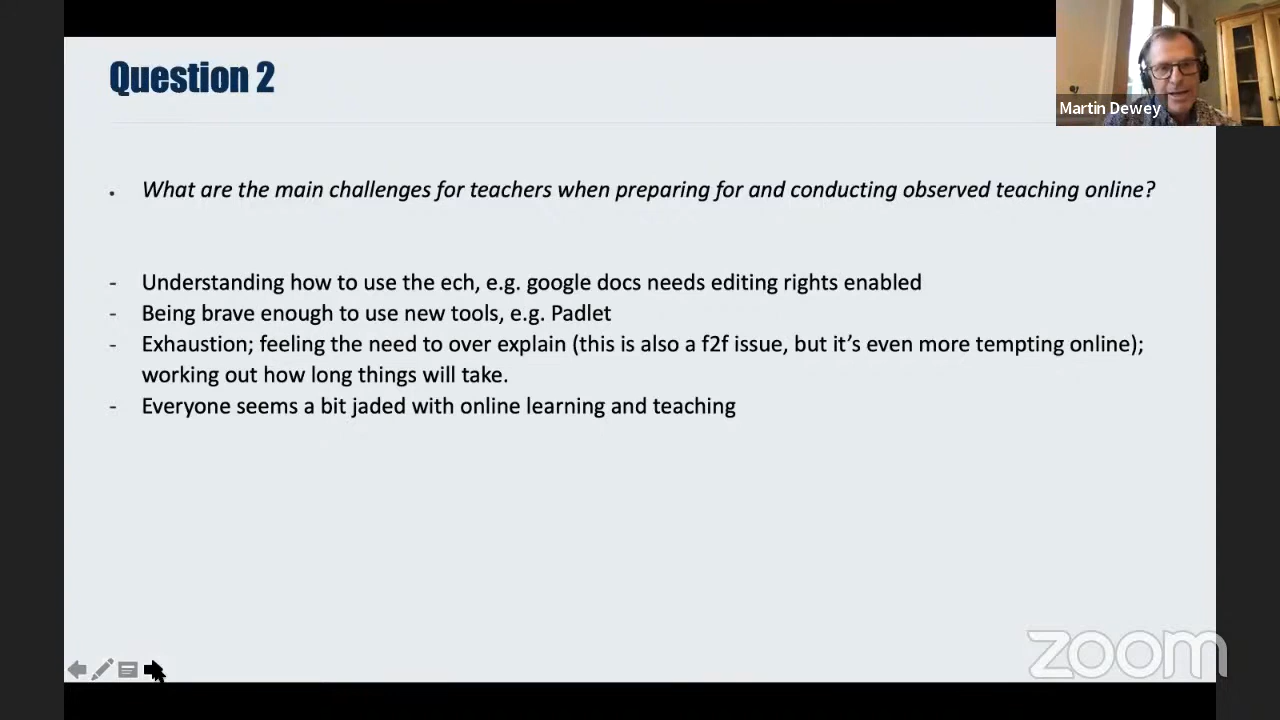 Question 2
Martin Dewey
. What are the main challenges for teachers when preparing for and conducting observed teaching online?
- Understanding how to use the ech, e.g. google docs needs editing rights enabled
- Being brave enough to use new tools, e.g. Padlet
- Exhaustion; feeling the need to over explain (this is also a f2f issue, but it’s even more tempting online);
working out how long things will take.
- Everyone seems a bit jaded with online learning and teaching
zoom